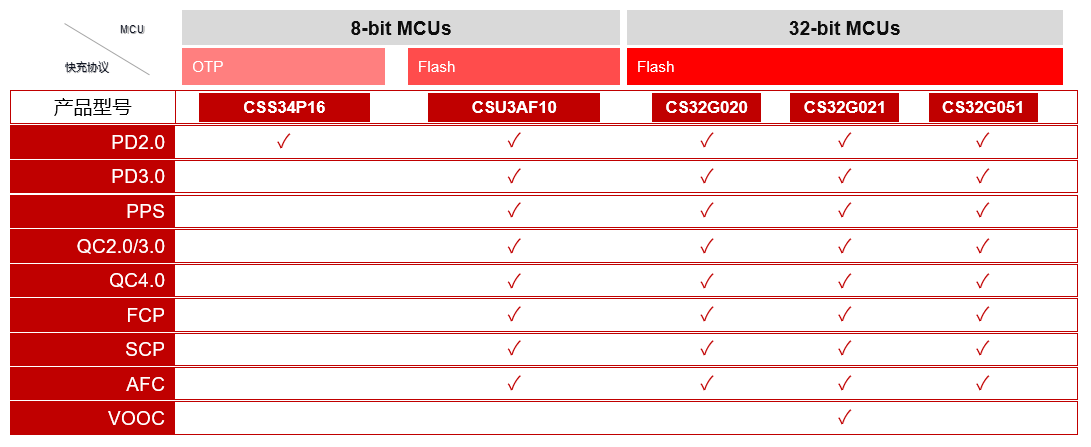 MCU
快充协议
8-bit MCUs
32-bit MCUs
OTP
Flash
Flash
产品型号
CSS34P16
CSU3AF10
CS32G020
CS32G021
CS32G051
PD2.0 ✓ ✓ ✓ ✓ ✓
PD3.0 ✓ ✓ ✓ ✓
PPS ✓ ✓ ✓ ✓
QC2.0/3.0 ✓ ✓ ✓ ✓
QC4.0 ✓ ✓ ✓ ✓
FCP ✓ ✓ ✓ ✓
SCP ✓ ✓ ✓ ✓
AFC ✓ ✓ ✓ ✓
VOOC ✓